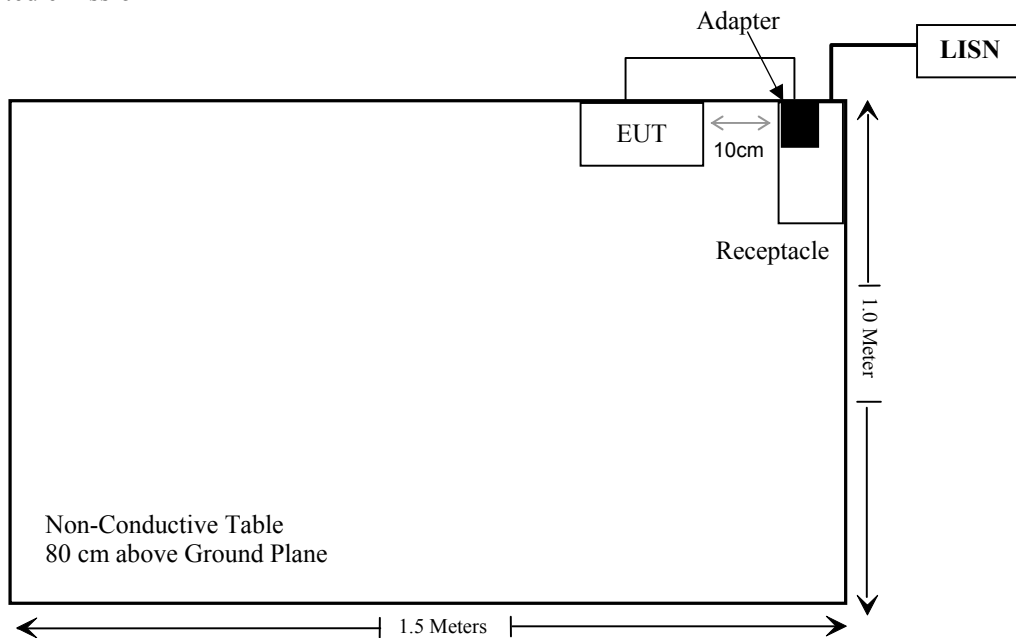 Adapter
LISN
EUT
10cm
Receptacle
1.0 Meter
Non-Conductive Table
80 cm above Ground Plane
1.5 Meters